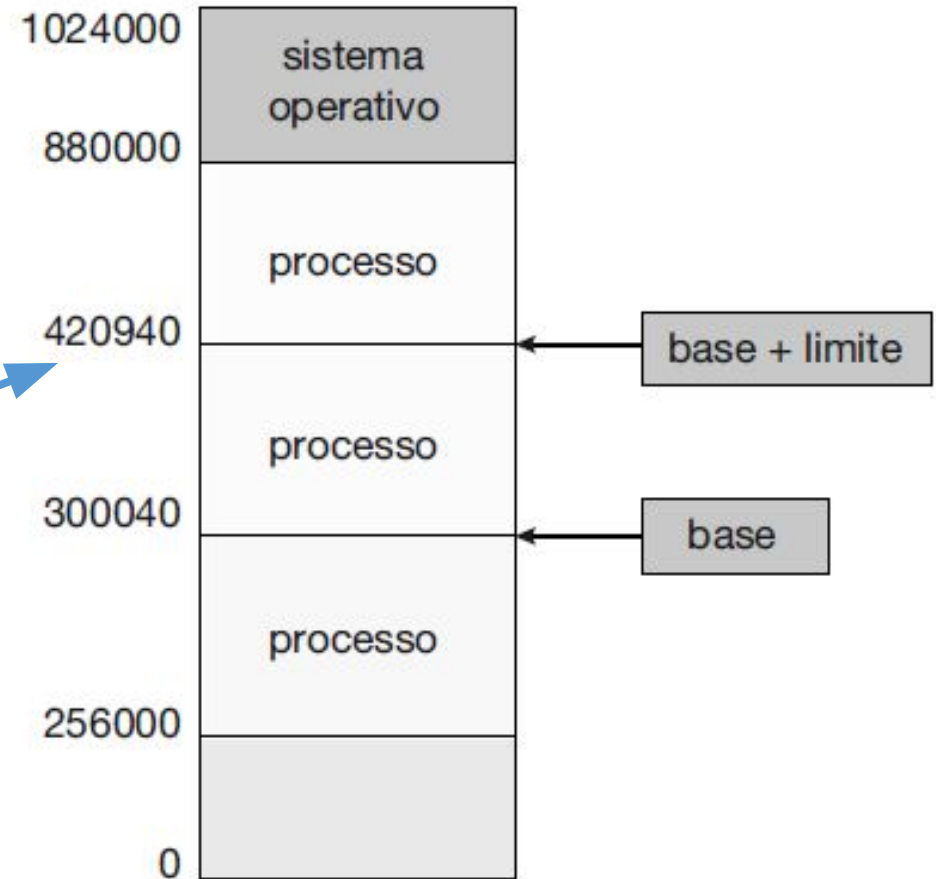 1024000
sistema
operativo
880000
processo
420940
base + limite
processo
300040
base
processo
256000
0